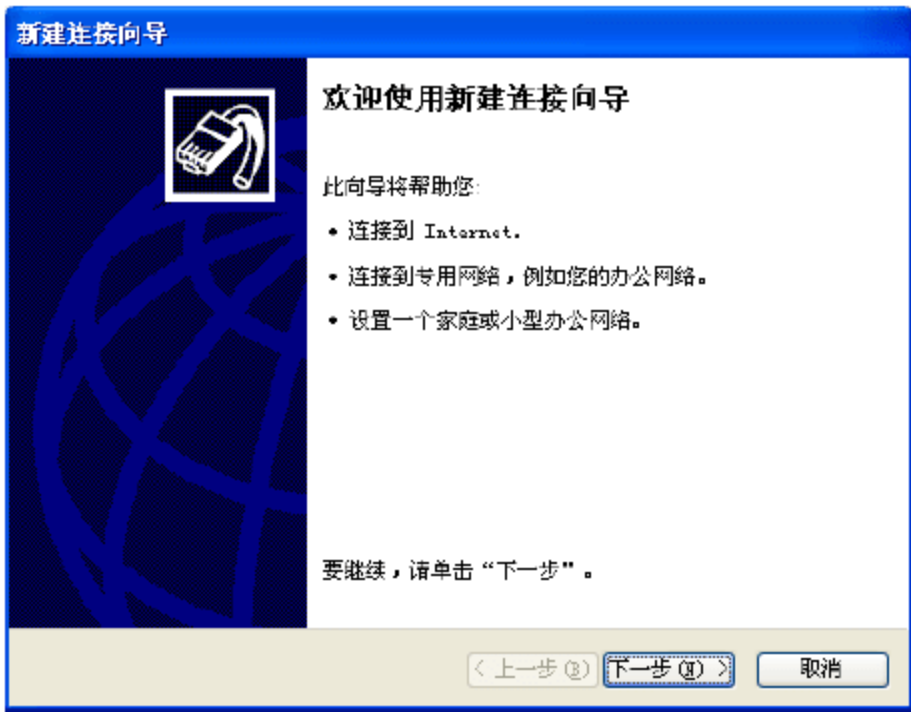 新建连接向导
欢迎使用新建连接向导
此向导将帮助您:
• 连接到 Internet.
• 连接到专用网络，例如您的办公网络。
• 设置一个家庭或小型办公网络。
要继续，请单击“下一步”。
< 上一步(B) 下一步(N) > 取消